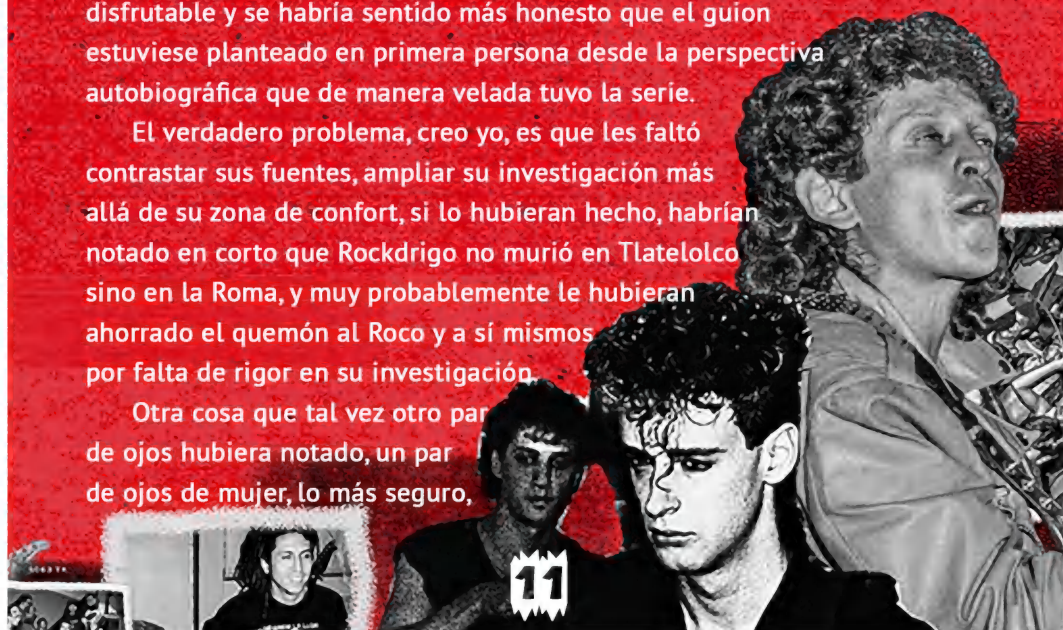 disfrutable y se habría sentido más honesto que el guion
estuviese planteado en primera persona desde la perspectiva
autobiográfica que de manera velada tuvo la serie.
El verdadero problema, creo yo, es que les faltó
contrastar sus fuentes, ampliar su investigación más
allá de su zona de confort, si lo hubieran hecho, habrían
notado en corto que Rockdrigo no murió en Tlatelolco
sino en la Roma, y muy probablemente le hubieran
ahorrado el quemón al Roco y a sí mismos
por falta de rigor en su investigación.
Otra cosa que tal vez otro par
de ojos hubiera notado, un par
de ojos de mujer, lo más seguro,
11